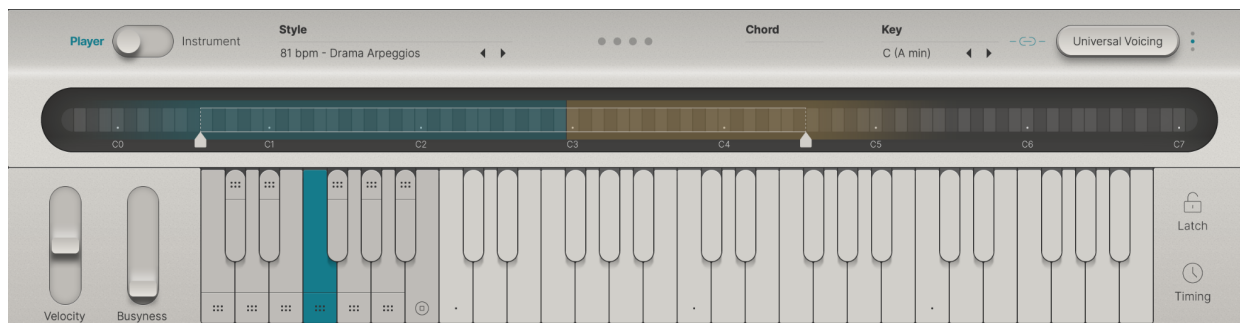 Style
Chord
Key
Player
Instrument
81 bpm - Drama Arpeggios
C (A min)
Universal Voicing
C0
C1
C2
C3
C4
C5
C6
C7
Latch
Timing
Velocity
Busyness